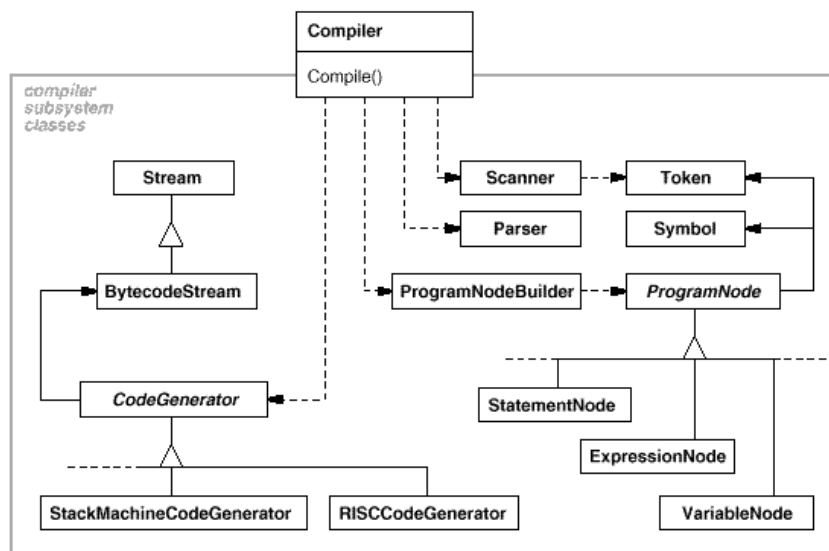 Compiler
Compile()
compiler
subsystem
classes
Stream
Scanner
Token
Parser
Symbol
BytecodeStream
ProgramNodeBuilder
ProgramNode
CodeGenerator
StatementNode
ExpressionNode
StackMachineCodeGenerator
RISCCodeGenerator
VariableNode